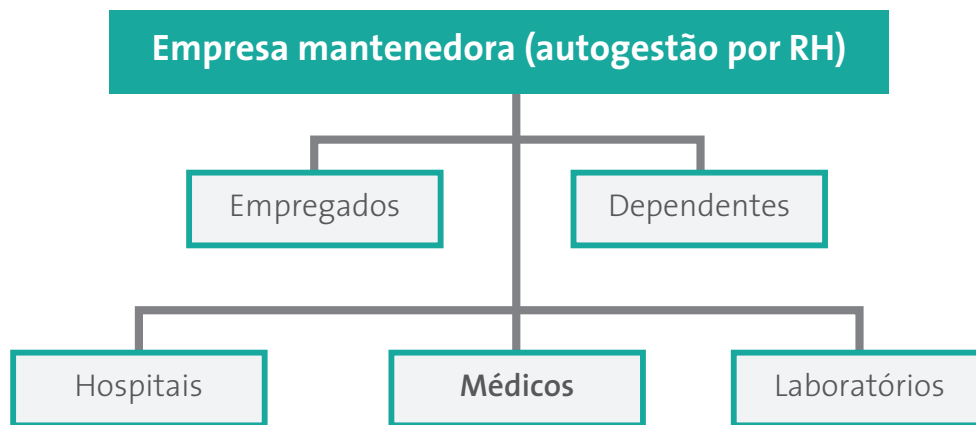 Empresa mantenedora (autogestão por RH)
Empregados
Dependentes
Hospitais
Médicos
Laboratórios